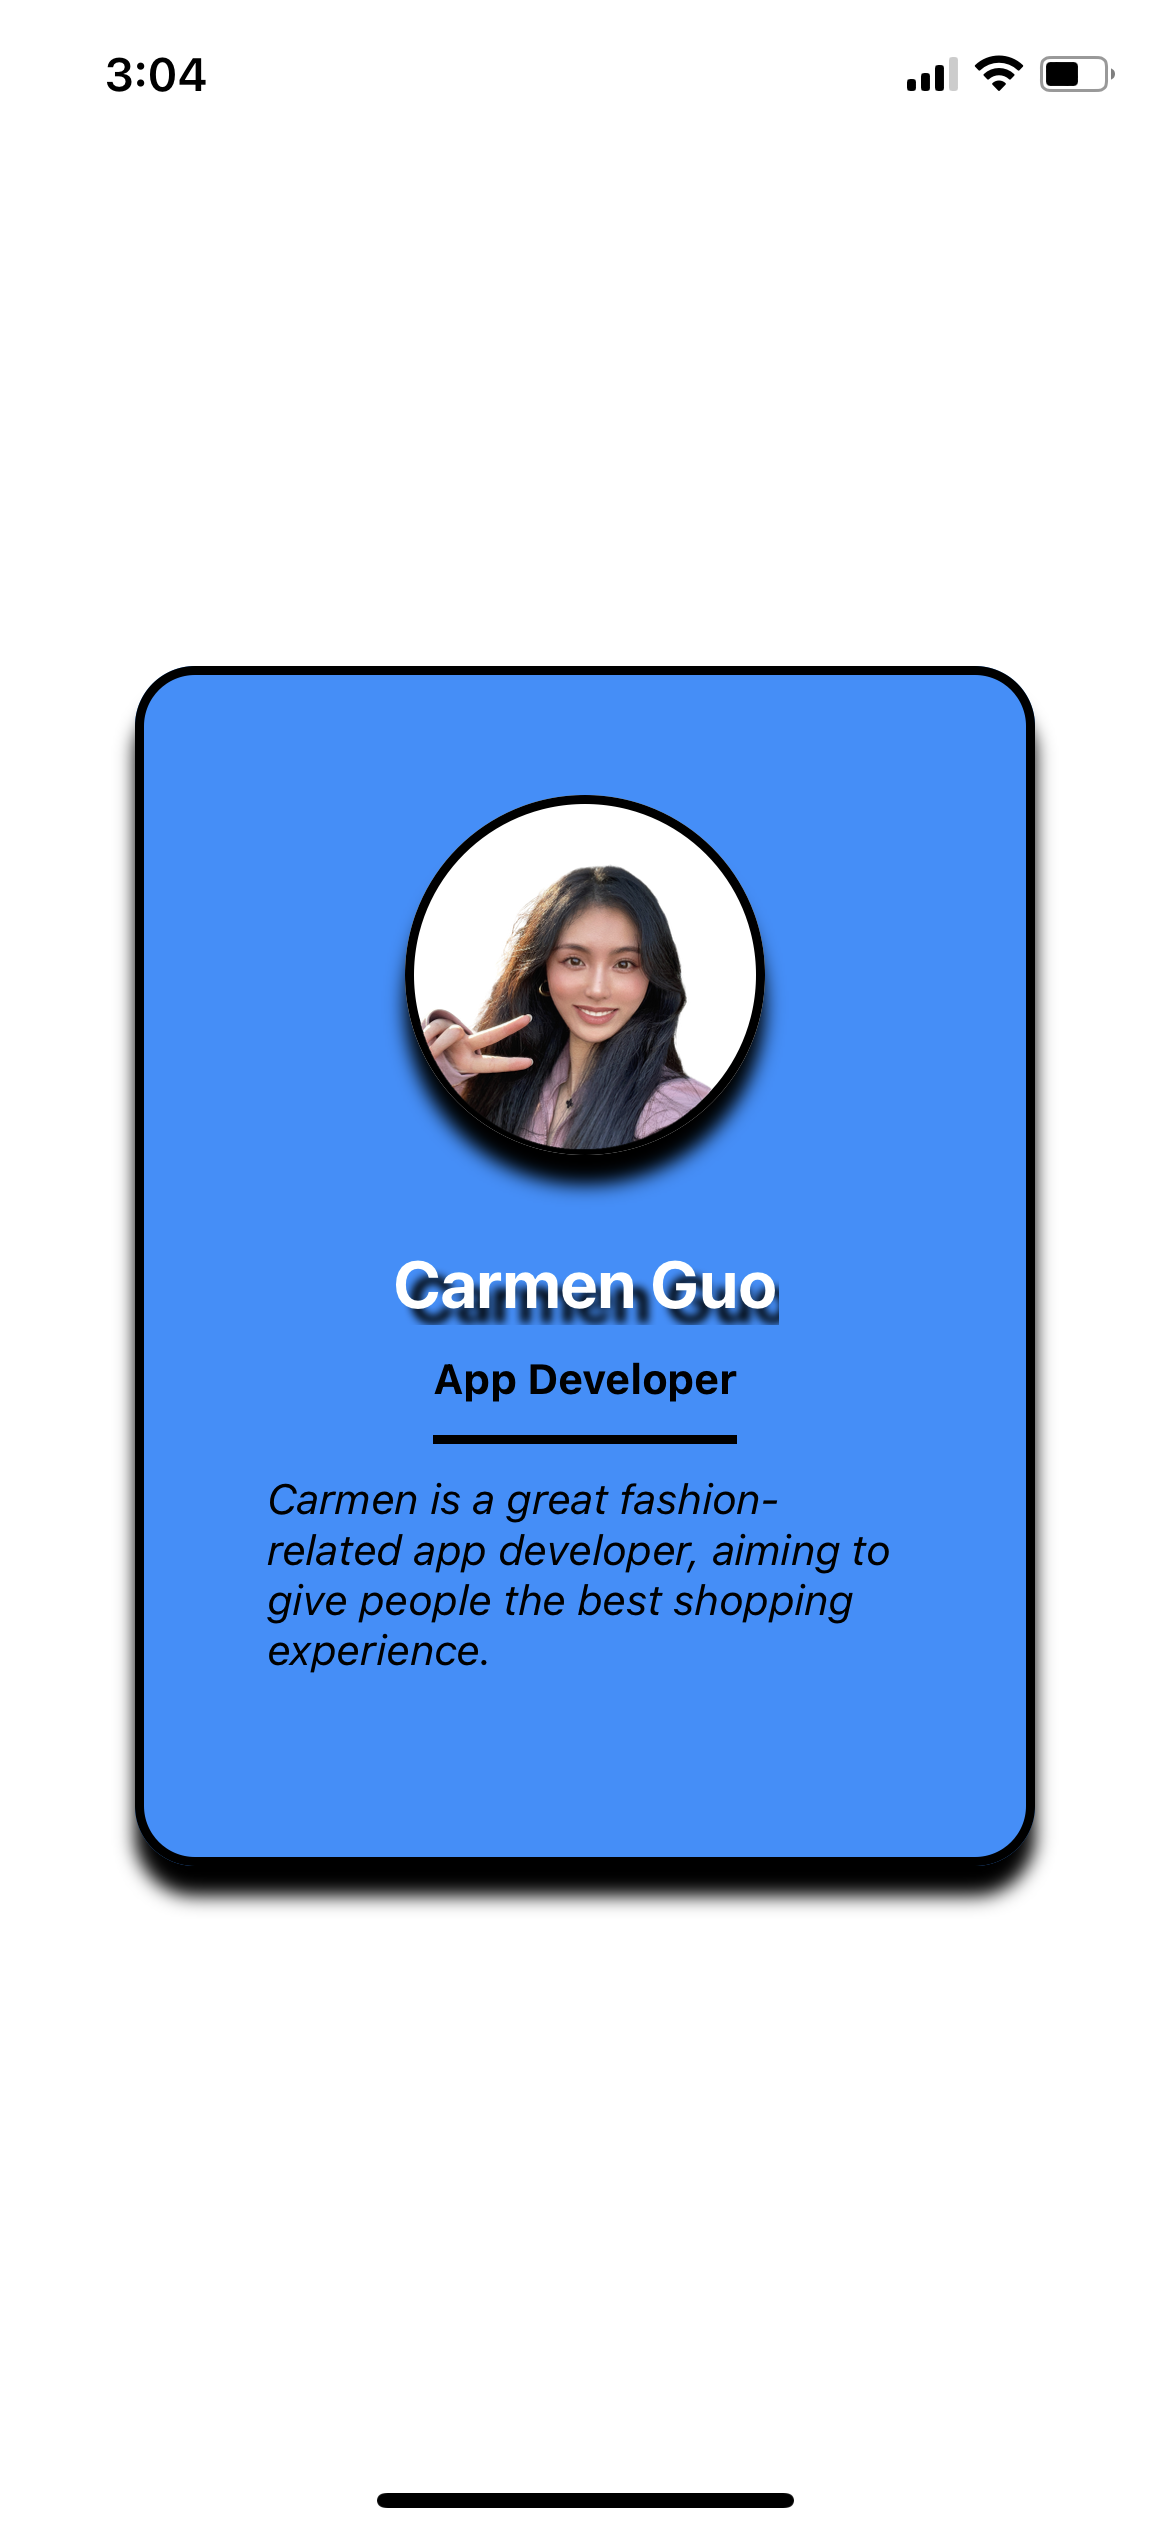 3:04
Carmen Guo
App Developer
Carmen is a great fashion-
related app developer, aiming to
give people the best shopping
experience.